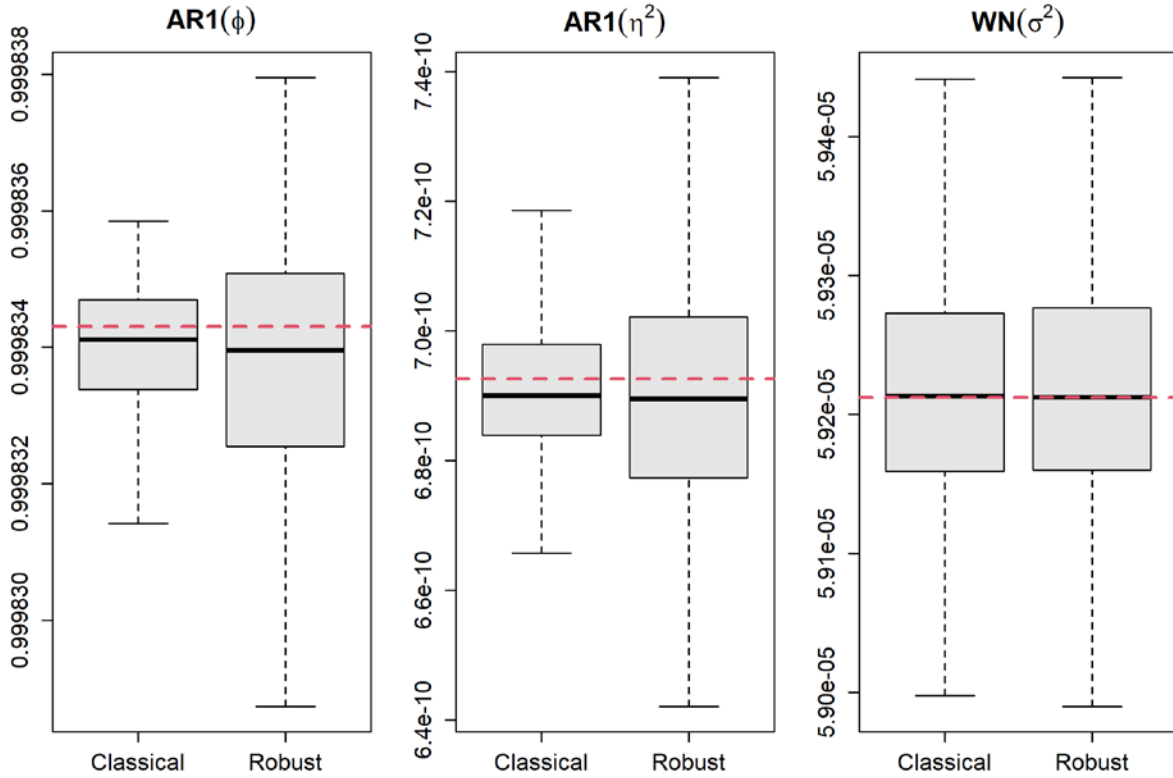 AR1(ϕ)
0.999838
0.999836
0.999834
0.999832
0.999830
Classical
Robust
AR1(η²)
7.4e-10
7.2e-10
7.0e-10
6.8e-10
6.6e-10
6.4e-10
Classical
Robust
WN(σ²)
5.94e-05
5.93e-05
5.92e-05
5.91e-05
5.90e-05
Classical
Robust